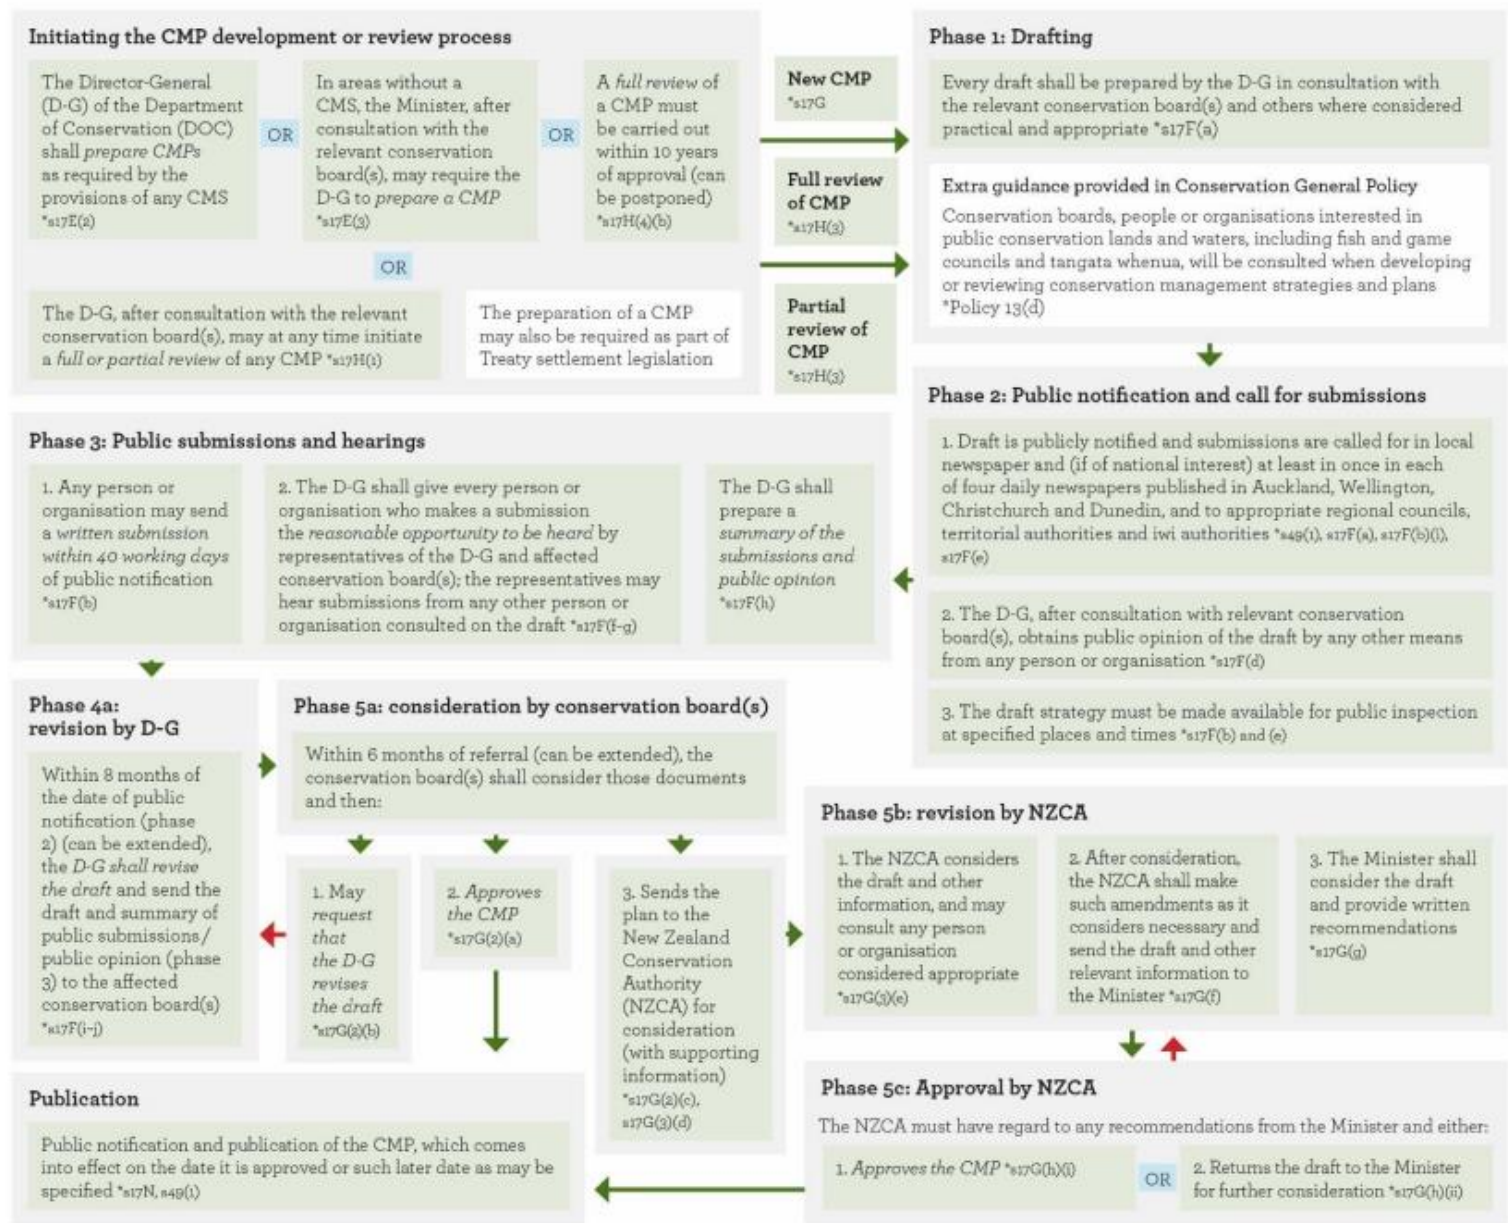 Initiating the CMP development or review process
The Director-General
(D-G) of the Department
of Conservation (DOC)
shall prepare CMPs
as required by the
provisions of any CMS
*s17E(2)
OR
In areas without a
CMS, the Minister, after
consultation with the
relevant conservation
board(s), may require the
D-G to prepare a CMP
*s17E(3)
OR
A full review of
a CMP must
be carried out
within 10 years
of approval (can
be postponed)
*s17H(4)(b)
OR
The D-G, after consultation with the relevant
conservation board(s), may at any time initiate
a full or partial review of any CMP *s17H(1)
The preparation of a CMP
may also be required as part of
Treaty settlement legislation
New CMP
*s17G
Full review
of CMP
*s17H(3)
Partial
review of
CMP
*s17H(3)
Phase 1: Drafting
Every draft shall be prepared by the D-G in consultation with
the relevant conservation board(s) and others where considered
practical and appropriate *s17F(a)
Extra guidance provided in Conservation General Policy
Conservation boards, people or organisations interested in
public conservation lands and waters, including fish and game
councils and tangata whenua, will be consulted when developing
or reviewing conservation management strategies and plans
*Policy 13(d)
Phase 2: Public notification and call for submissions
1. Draft is publicly notified and submissions are called for in local
newspaper and (if of national interest) at least in once in each
of four daily newspapers published in Auckland, Wellington,
Christchurch and Dunedin, and to appropriate regional councils,
territorial authorities and iwi authorities *s49(1), s17F(a), s17F(b)(i),
s17F(e)
2. The D-G, after consultation with relevant conservation
board(s), obtains public opinion of the draft by any other means
from any person or organisation *s17F(d)
3. The draft strategy must be made available for public inspection
at specified places and times *s17F(b) and (e)
Phase 3: Public submissions and hearings
1. Any person or
organisation may send
a written submission
within 40 working days
of public notification
*s17F(b)
2. The D-G shall give every person or
organisation who makes a submission
the reasonable opportunity to be heard by
representatives of the D-G and affected
conservation board(s); the representatives may
hear submissions from any other person or
organisation consulted on the draft *s17F(f-g)
The D-G shall
prepare a
summary of the
submissions and
public opinion
*s17F(h)
Phase 4a:
revision by D-G
Within 8 months of
the date of public
notification (phase
2) (can be extended),
the D-G shall revise
the draft and send the
draft and summary of
public submissions/
public opinion (phase
3) to the affected
conservation board(s)
*s17F(i-j)
Phase 5a: consideration by conservation board(s)
Within 6 months of referral (can be extended), the
conservation board(s) shall consider those documents
and then:
1. May
request
that
the D-G
revises
the draft
*s17G(2)(b)
2. Approves
the CMP
*s17G(2)(a)
3. Sends the
plan to the
New Zealand
Conservation
Authority
(NZCA) for
consideration
(with supporting
information)
*s17G(2)(c),
s17G(3)(d)
Phase 5b: revision by NZCA
1. The NZCA considers
the draft and other
information, and may
consult any person
or organisation
considered appropriate
*s17G(3)(e)
2. After consideration,
the NZCA shall make
such amendments as it
considers necessary and
send the draft and other
relevant information to
the Minister *s17G(f)
3. The Minister shall
consider the draft
and provide written
recommendations
*s17G(g)
Phase 5c: Approval by NZCA
The NZCA must have regard to any recommendations from the Minister and either:
1. Approves the CMP *s17G(h)(i)
OR
2. Returns the draft to the Minister
for further consideration *s17G(h)(ii)
Publication
Public notification and publication of the CMP, which comes
into effect on the date it is approved or such later date as may be
specified *s17N, s49(1)